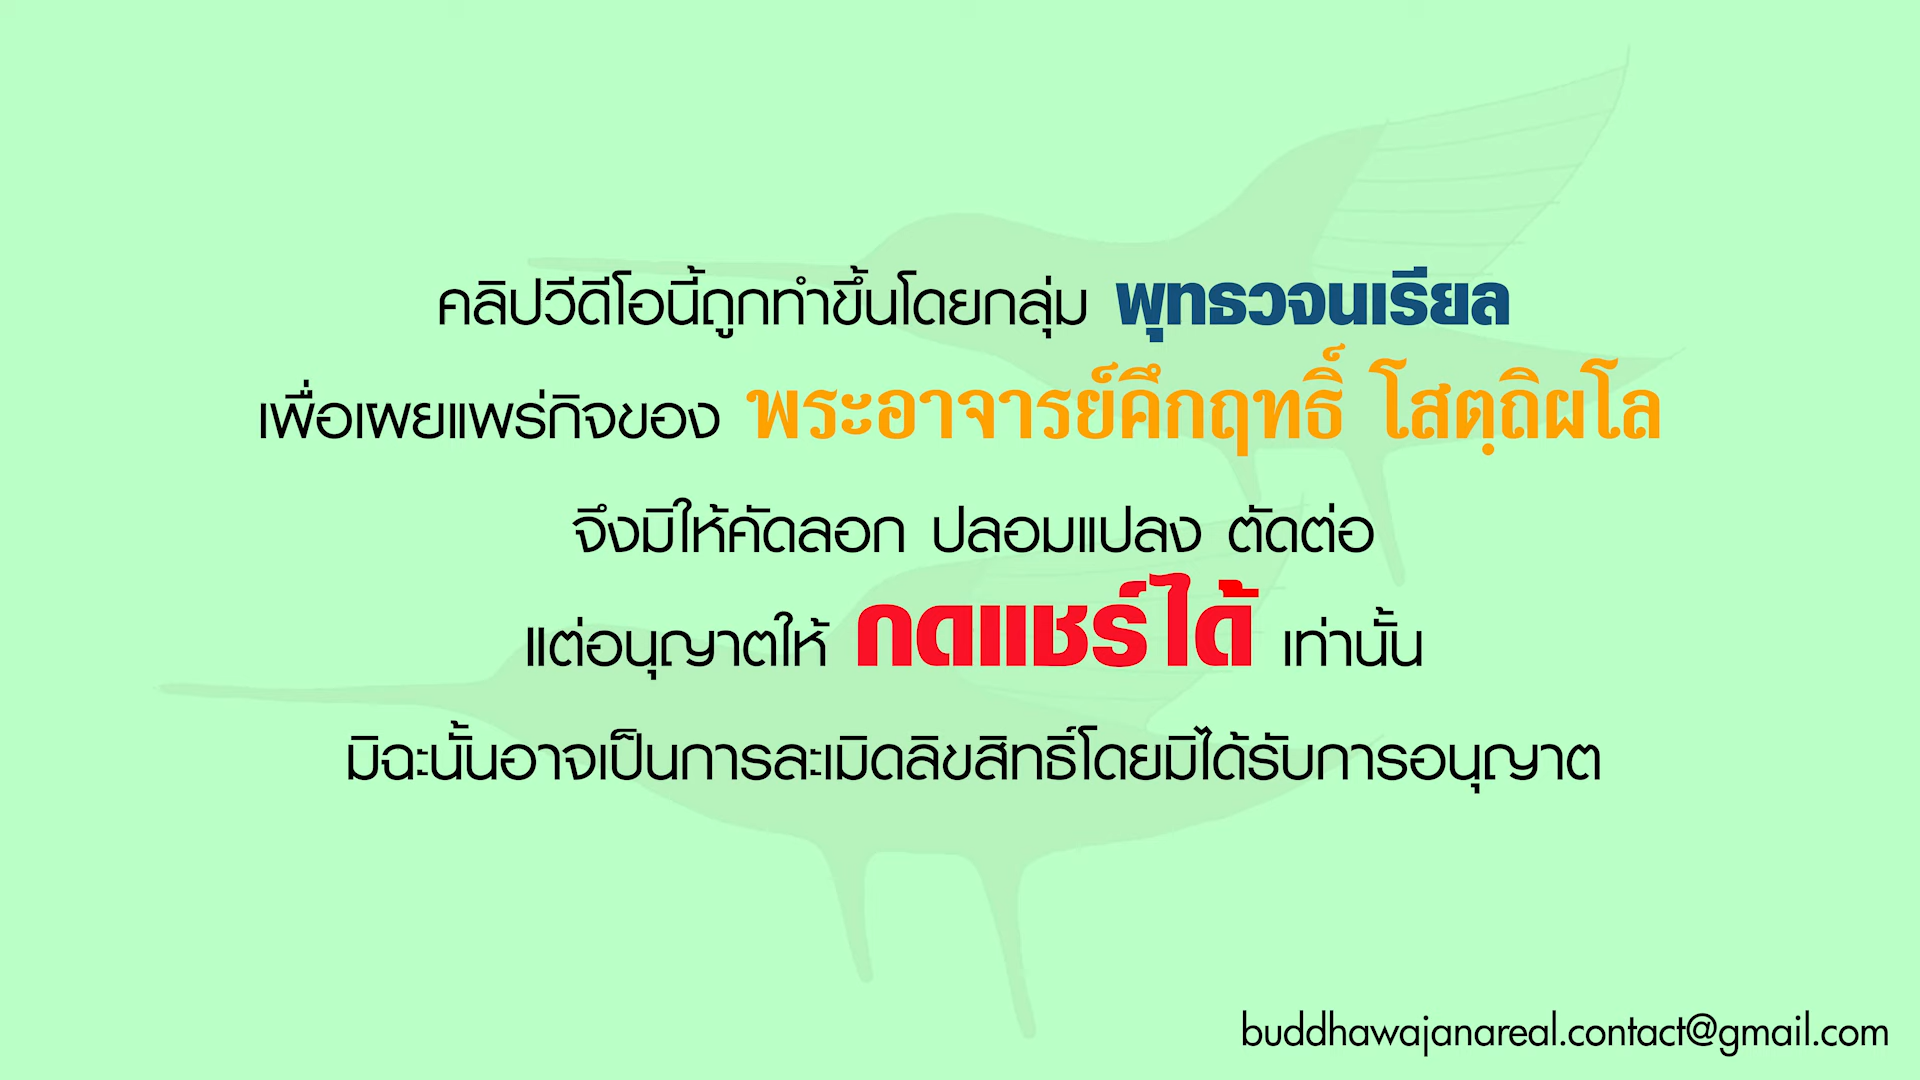 คลิปวีดีโอนี้ถูกทำขึ้นโดยกลุ่ม พุทธวจนเรียล
เพื่อเผยแพร่กิจของ พระอาจารย์คึกฤทธิ์ โสตฺถิผโล
จึงมิให้คัดลอก ปลอมแปลง ตัดต่อ
แต่อนุญาตให้ กดแชร์ได้ เท่านั้น
มิฉะนั้นอาจเป็นการละเมิดลิขสิทธิ์โดยมิได้รับการอนุญาต
buddhawajanareal.contact@gmail.com